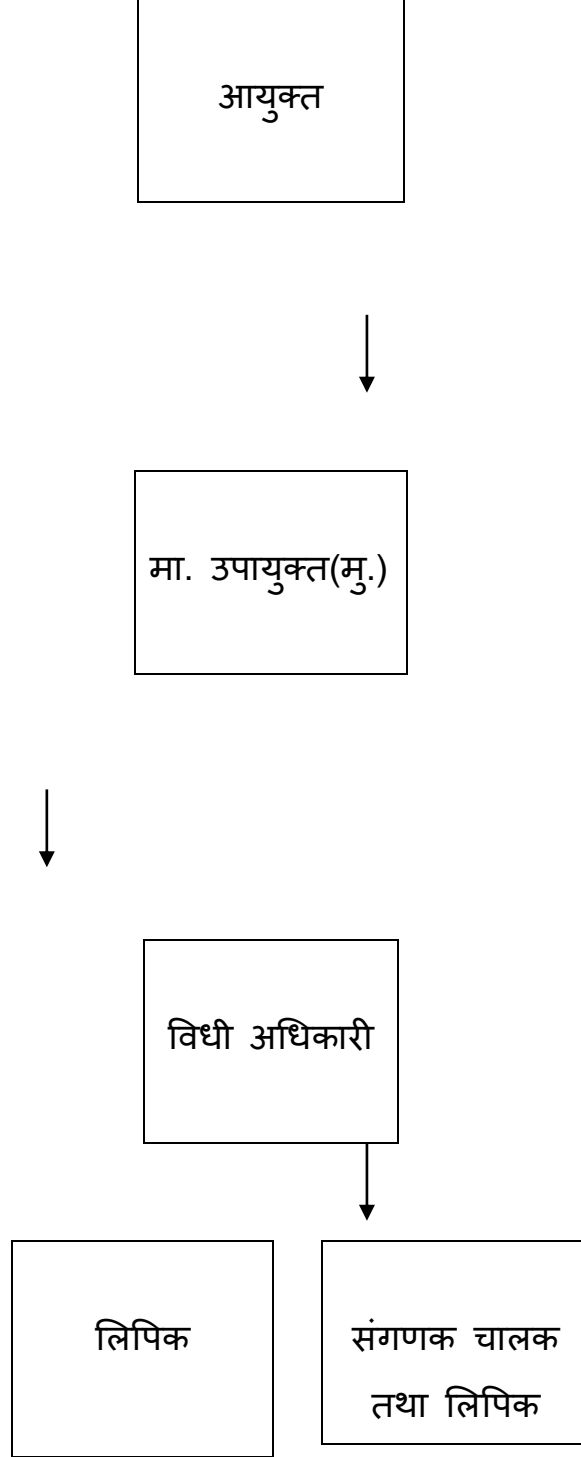 आयुक्त
मा. उपायुक्त(मु.)
विधी अधिकारी
लिपिक
संगणक चालक
तथा लिपिक